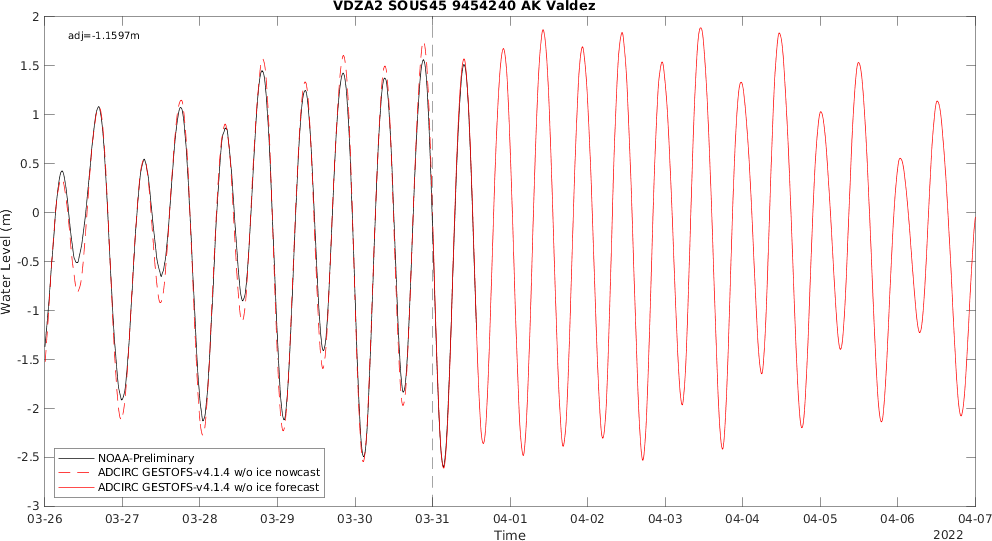 VDZA2 SOUS45 9454240 AK Valdez
adj=-1.1597m
2
1.5
1
0.5
0
-0.5
-1
-1.5
-2
-2.5
-3
Water Level (m)
NOAA-Preliminary
ADCIRC GESTOFS-v4.1.4 w/o ice nowcast
ADCIRC GESTOFS-v4.1.4 w/o ice forecast
03-26 03-27 03-28 03-29 03-30 03-31 04-01 04-02 04-03 04-04 04-05 04-06 04-07
Time
2022